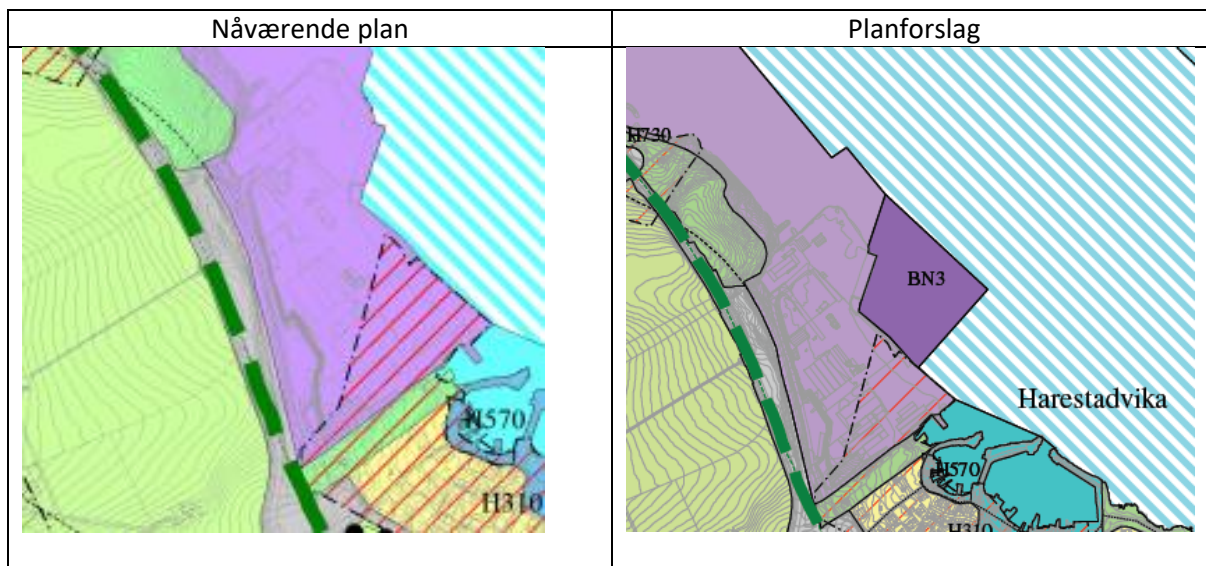 Nåværende plan
Planforslag
H570
H310
H730
BN3
Harestadvika
H570
H310